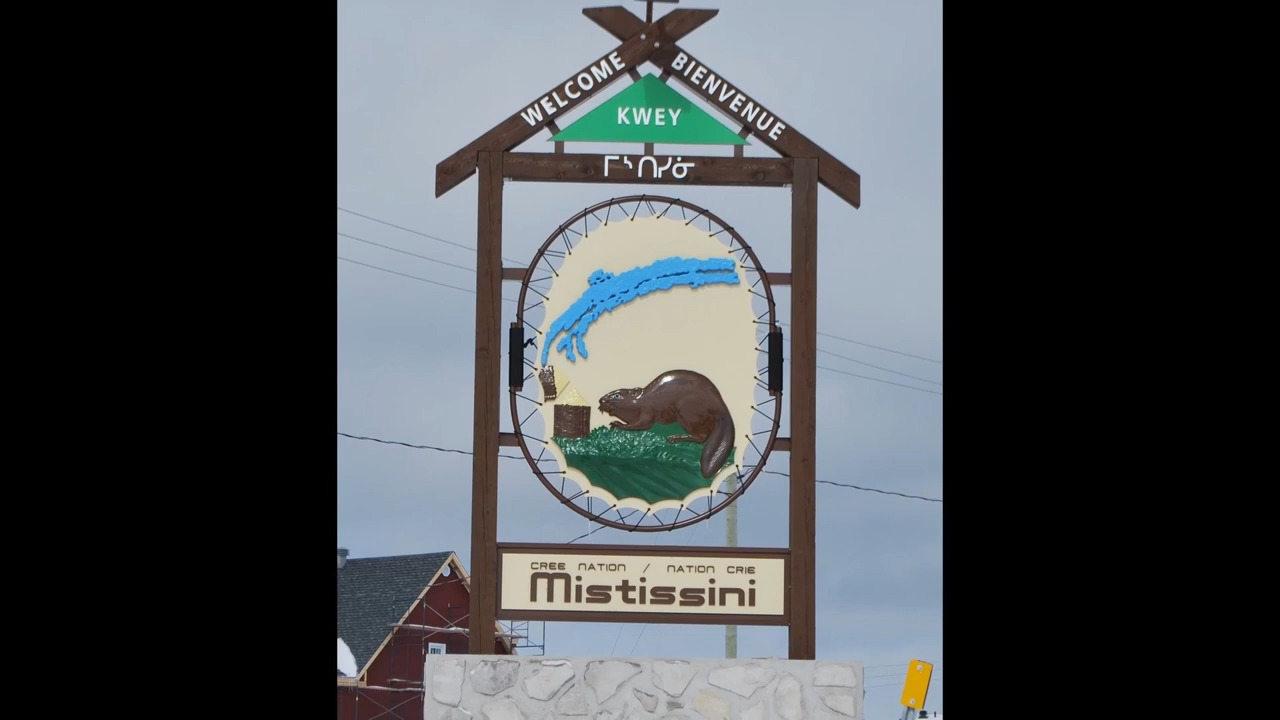 WELCOME
BIENVENUE
KWEY
ᒥᔅᑎᓯᓃ
CREE NATION / NATION CRIE
Mistissini